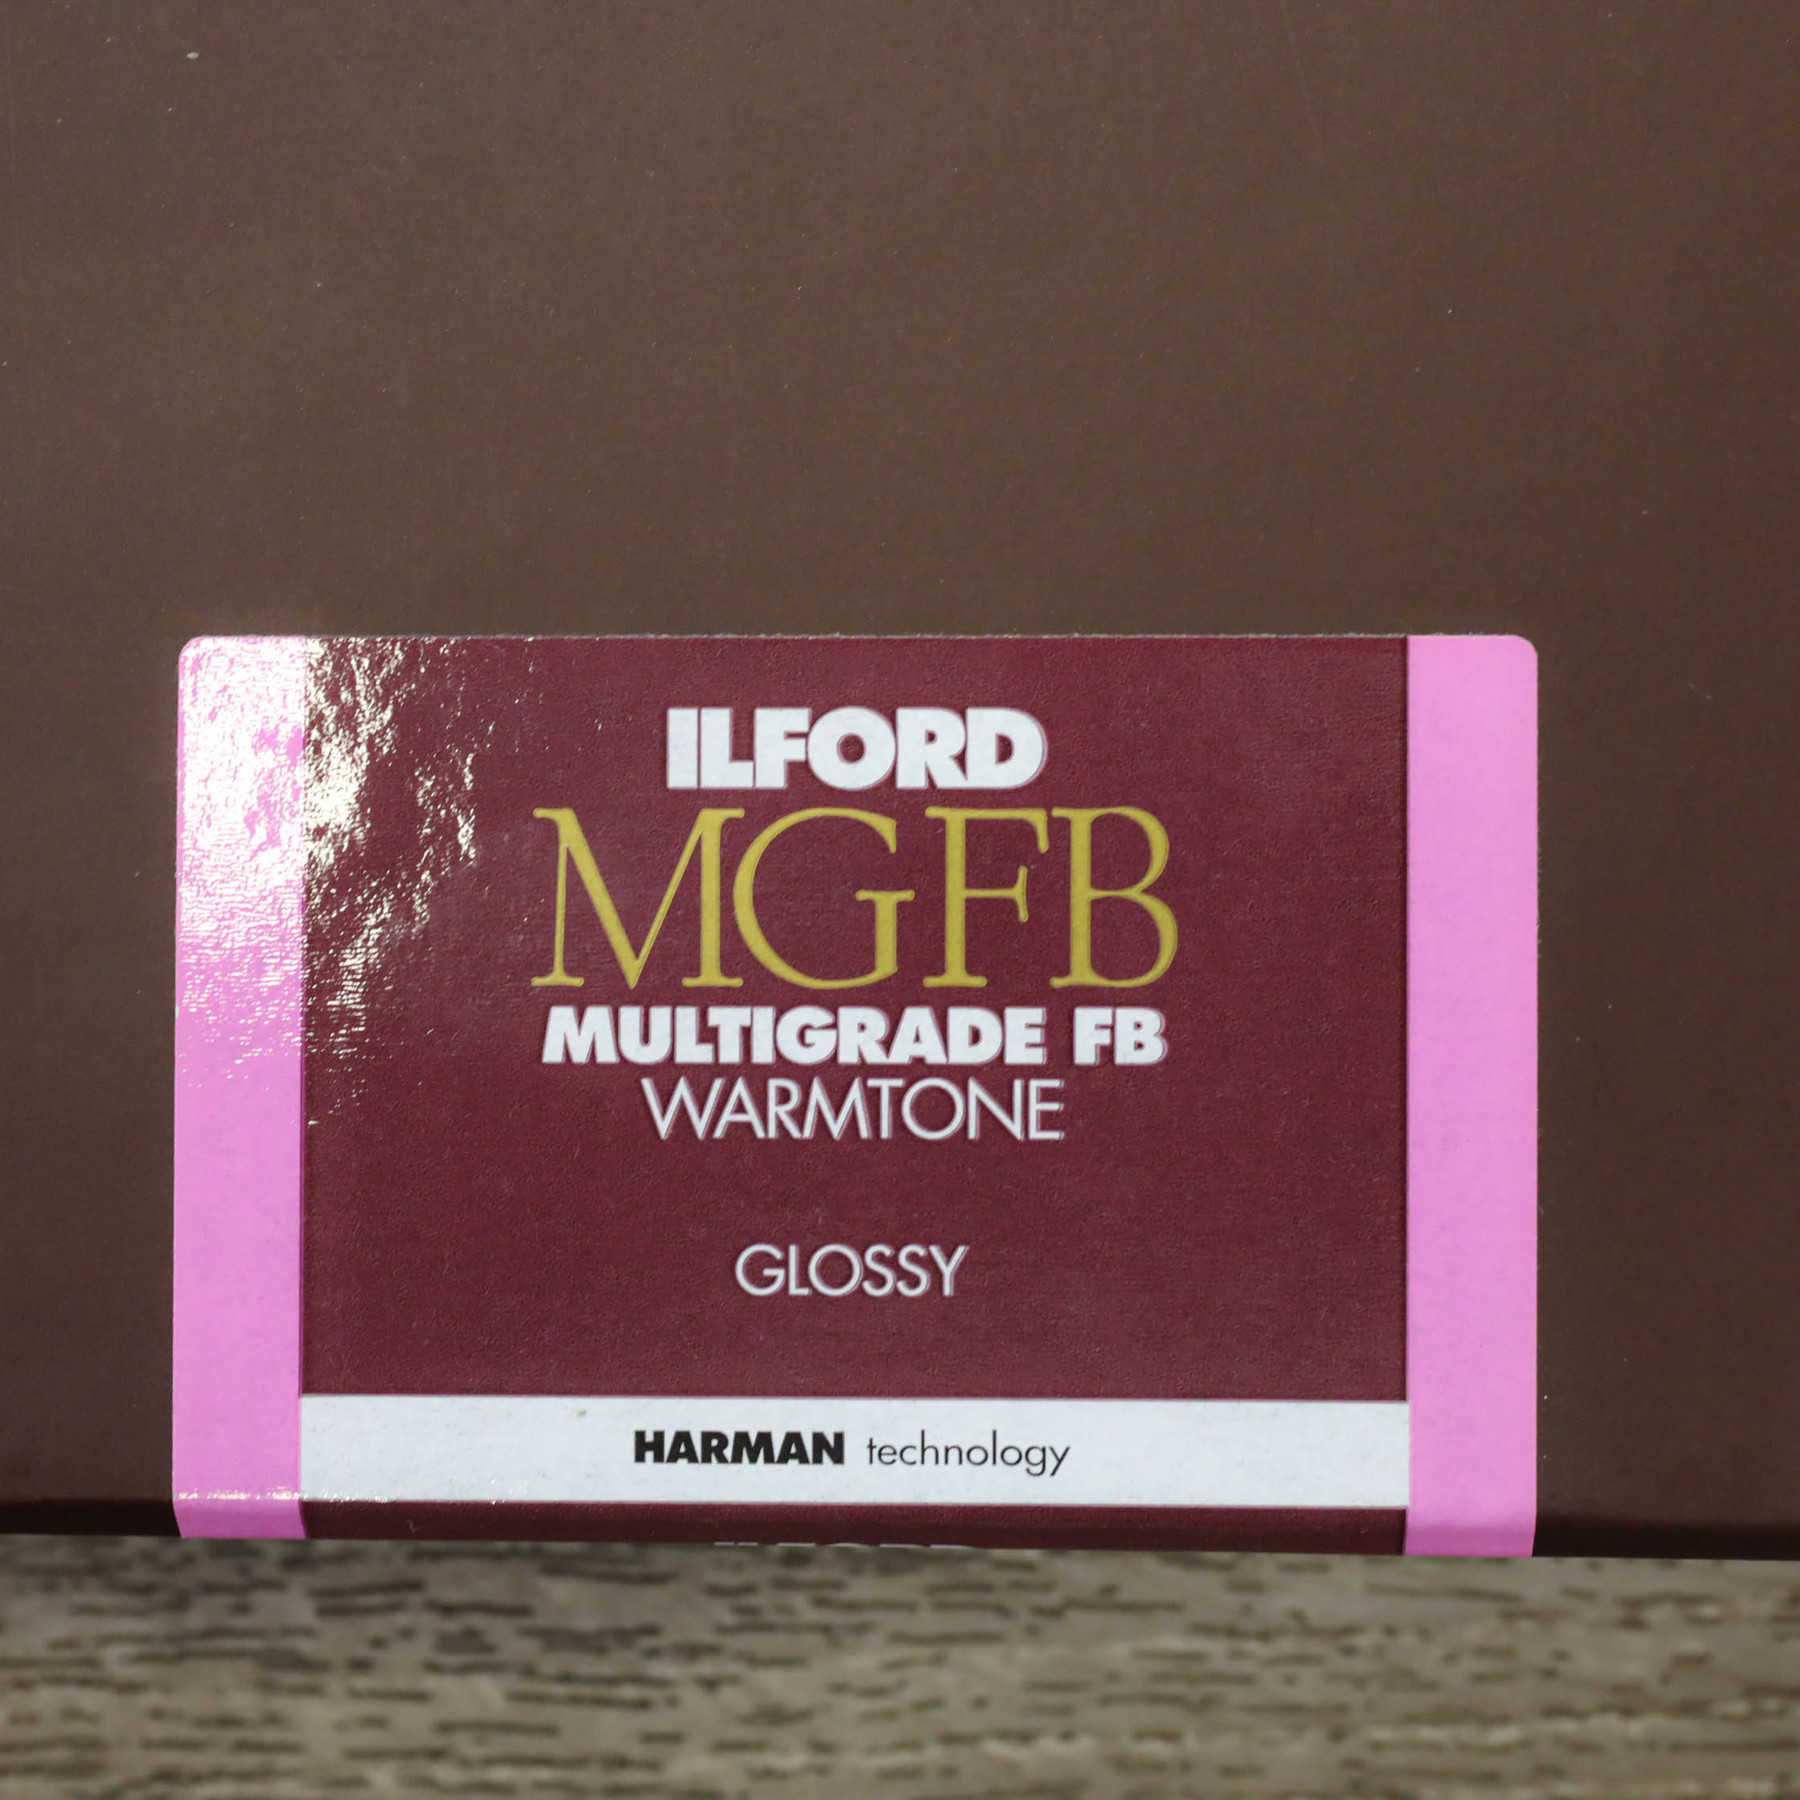 ILFORD
MGFB
MULTIGRADE FB
WARMTONE
GLOSSY
HARMAN technology